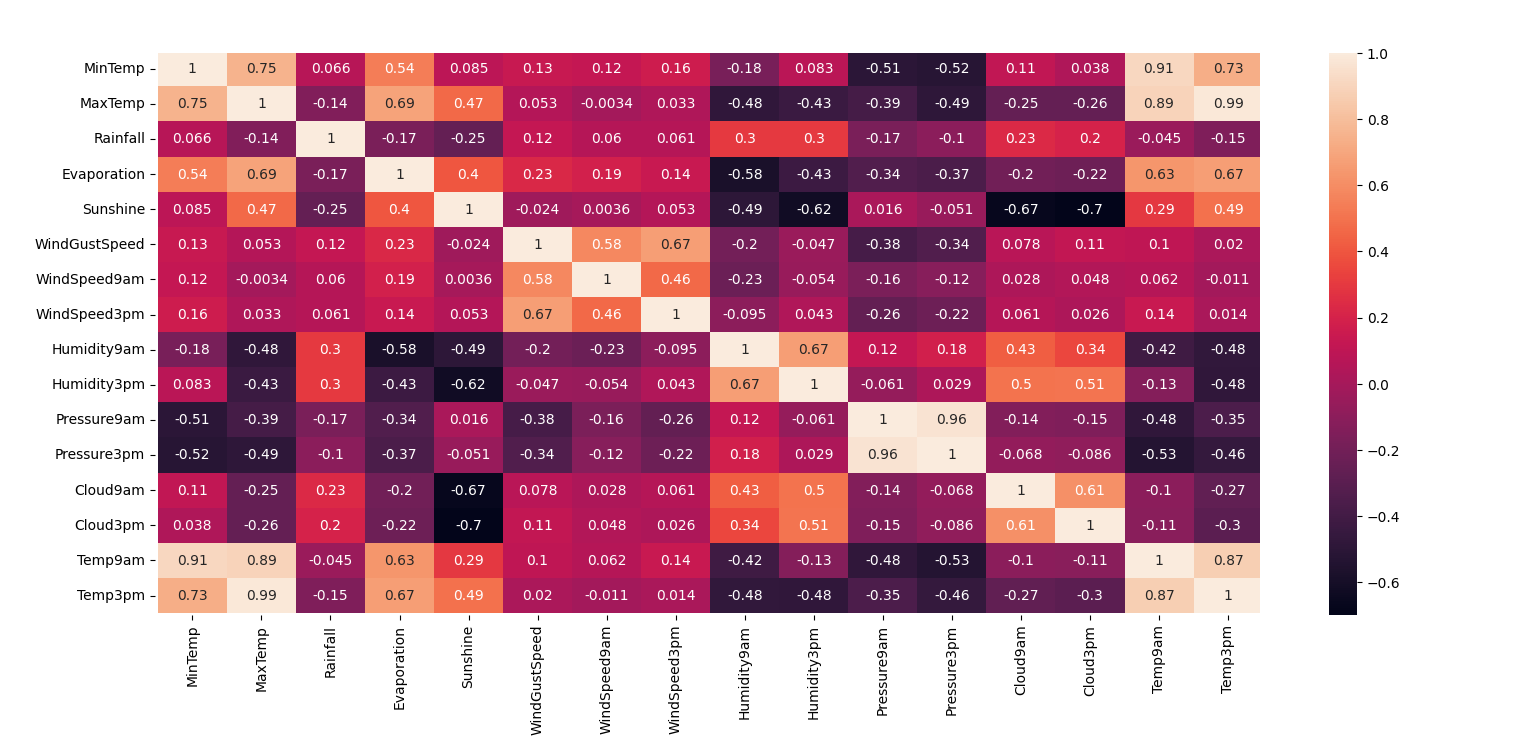 MinTemp 1 0.75 0.066 0.54 0.085 0.13 0.12 0.16 -0.18 0.083 -0.51 -0.52 0.11 0.038 0.91 0.73
MaxTemp 0.75 1 -0.14 0.69 0.47 0.053 -0.0034 0.033 -0.48 -0.43 -0.39 -0.49 -0.25 -0.26 0.89 0.99
Rainfall 0.066 -0.14 1 -0.17 -0.25 0.12 0.06 0.061 0.3 0.3 -0.17 -0.1 0.23 0.2 -0.045 -0.15
Evaporation 0.54 0.69 -0.17 1 0.4 0.23 0.19 0.14 -0.58 -0.43 -0.34 -0.37 -0.2 -0.22 0.63 0.67
Sunshine 0.085 0.47 -0.25 0.4 1 -0.024 0.0036 0.053 -0.49 -0.62 0.016 -0.051 -0.67 -0.7 0.29 0.49
WindGustSpeed 0.13 0.053 0.12 0.23 -0.024 1 0.58 0.67 -0.2 -0.047 -0.38 -0.34 0.078 0.11 0.1 0.02
WindSpeed9am 0.12 -0.0034 0.06 0.19 0.0036 0.58 1 0.46 -0.23 -0.054 -0.16 -0.12 0.028 0.048 0.062 -0.011
WindSpeed3pm 0.16 0.033 0.061 0.14 0.053 0.67 0.46 1 -0.095 0.043 -0.26 -0.22 0.061 0.026 0.14 0.014
Humidity9am -0.18 -0.48 0.3 -0.58 -0.49 -0.2 -0.23 -0.095 1 0.67 0.12 0.18 0.43 0.34 -0.42 -0.48
Humidity3pm 0.083 -0.43 0.3 -0.43 -0.62 -0.047 -0.054 0.043 0.67 1 -0.061 0.029 0.5 0.51 -0.13 -0.48
Pressure9am -0.51 -0.39 -0.17 -0.34 0.016 -0.38 -0.16 -0.26 0.12 -0.061 1 0.96 -0.14 -0.15 -0.48 -0.35
Pressure3pm -0.52 -0.49 -0.1 -0.37 -0.051 -0.34 -0.12 -0.22 0.18 0.029 0.96 1 -0.068 -0.086 -0.53 -0.46
Cloud9am 0.11 -0.25 0.23 -0.2 -0.67 0.078 0.028 0.061 0.43 0.5 -0.14 -0.068 1 0.61 -0.1 -0.27
Cloud3pm 0.038 -0.26 0.2 -0.22 -0.7 0.11 0.048 0.026 0.34 0.51 -0.15 -0.086 0.61 1 -0.11 -0.3
Temp9am 0.91 0.89 -0.045 0.63 0.29 0.1 0.062 0.14 -0.42 -0.13 -0.48 -0.53 -0.1 -0.11 1 0.87
Temp3pm 0.73 0.99 -0.15 0.67 0.49 0.02 -0.011 0.014 -0.48 -0.48 -0.35 -0.46 -0.27 -0.3 0.87 1
MinTemp
MaxTemp
Rainfall
Evaporation
Sunshine
WindGustSpeed
WindSpeed9am
WindSpeed3pm
Humidity9am
Humidity3pm
Pressure9am
Pressure3pm
Cloud9am
Cloud3pm
Temp9am
Temp3pm
1.0
0.8
0.6
0.4
0.2
0.0
−0.2
−0.4
−0.6